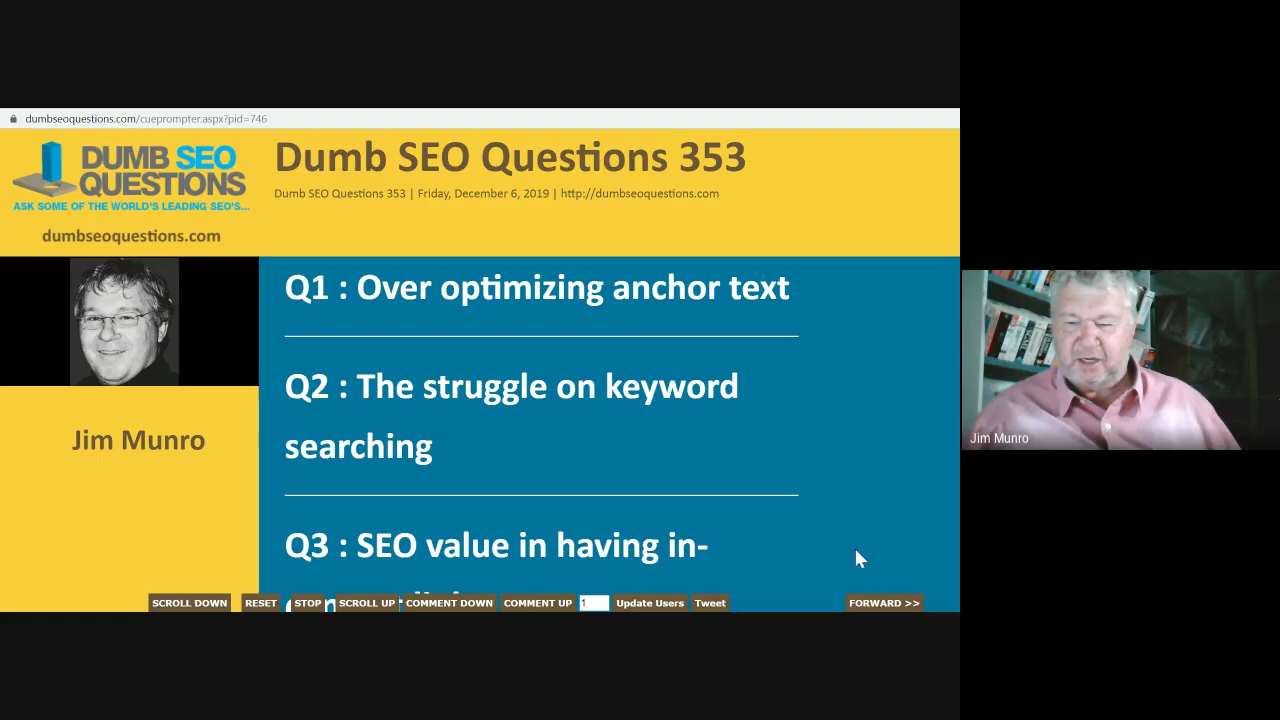 dumbseoquestions.com/cueprompter.aspx?pid=746
DUMB SEO
QUESTIONS
ASK SOME OF THE WORLD'S LEADING SEO'S...
dumbseoquestions.com
Dumb SEO Questions 353
Dumb SEO Questions 353 | Friday, December 6, 2019 | http://dumbseoquestions.com
Jim Munro
Q1 : Over optimizing anchor text
Q2 : The struggle on keyword
searching
Q3 : SEO value in having in-
SCROLL DOWN RESET STOP SCROLL UP COMMENT DOWN COMMENT UP 1 Update Users Tweet FORWARD >>
Jim Munro